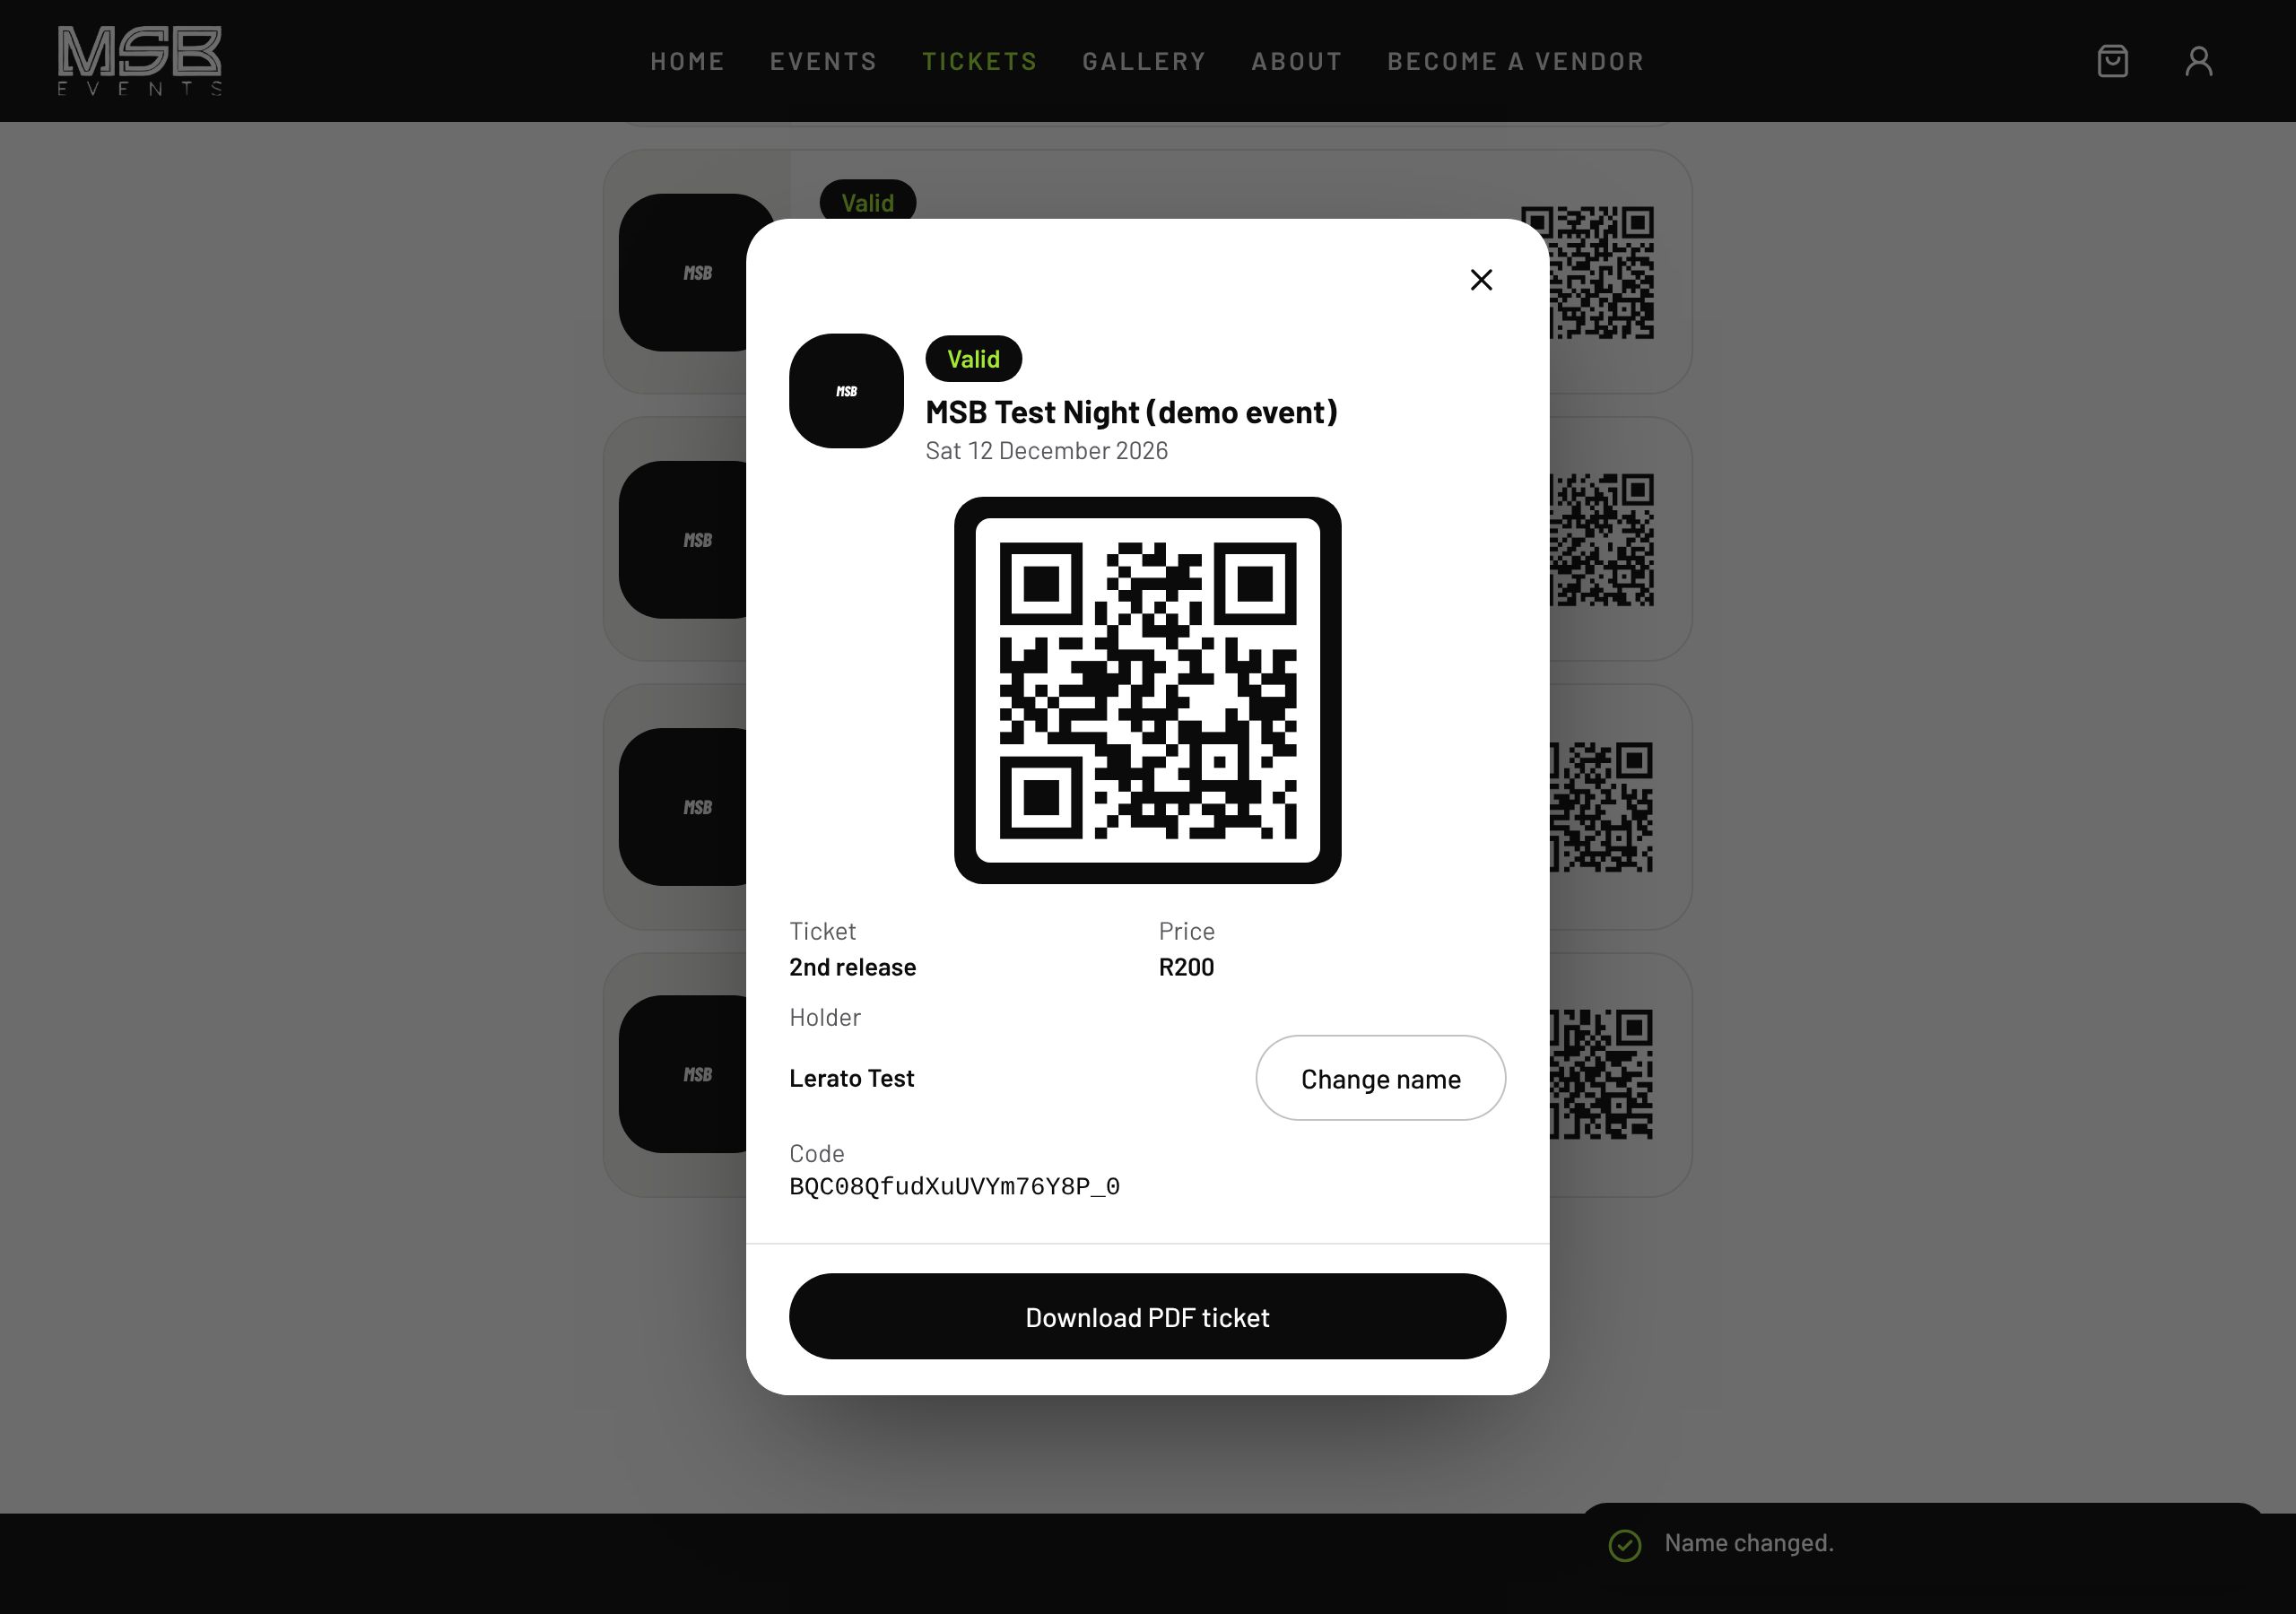 MSB
EVENTS
HOME EVENTS TICKETS GALLERY ABOUT BECOME A VENDOR
Valid
MSB
MSB
Valid
MSB Test Night (demo event)
Sat 12 December 2026
MSB
MSB
Ticket Price
2nd release R200
Holder
Lerato Test Change name
MSB
Code
BQC08QfudXuUVYm76Y8P_0
Download PDF ticket
Name changed.